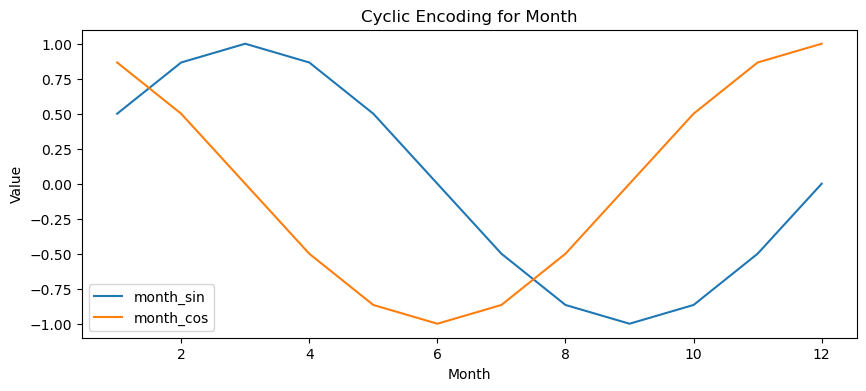 Cyclic Encoding for Month
Value
1.00
0.75
0.50
0.25
0.00
−0.25
−0.50
−0.75
−1.00
month_sin
month_cos
2 4 6 8 10 12
Month